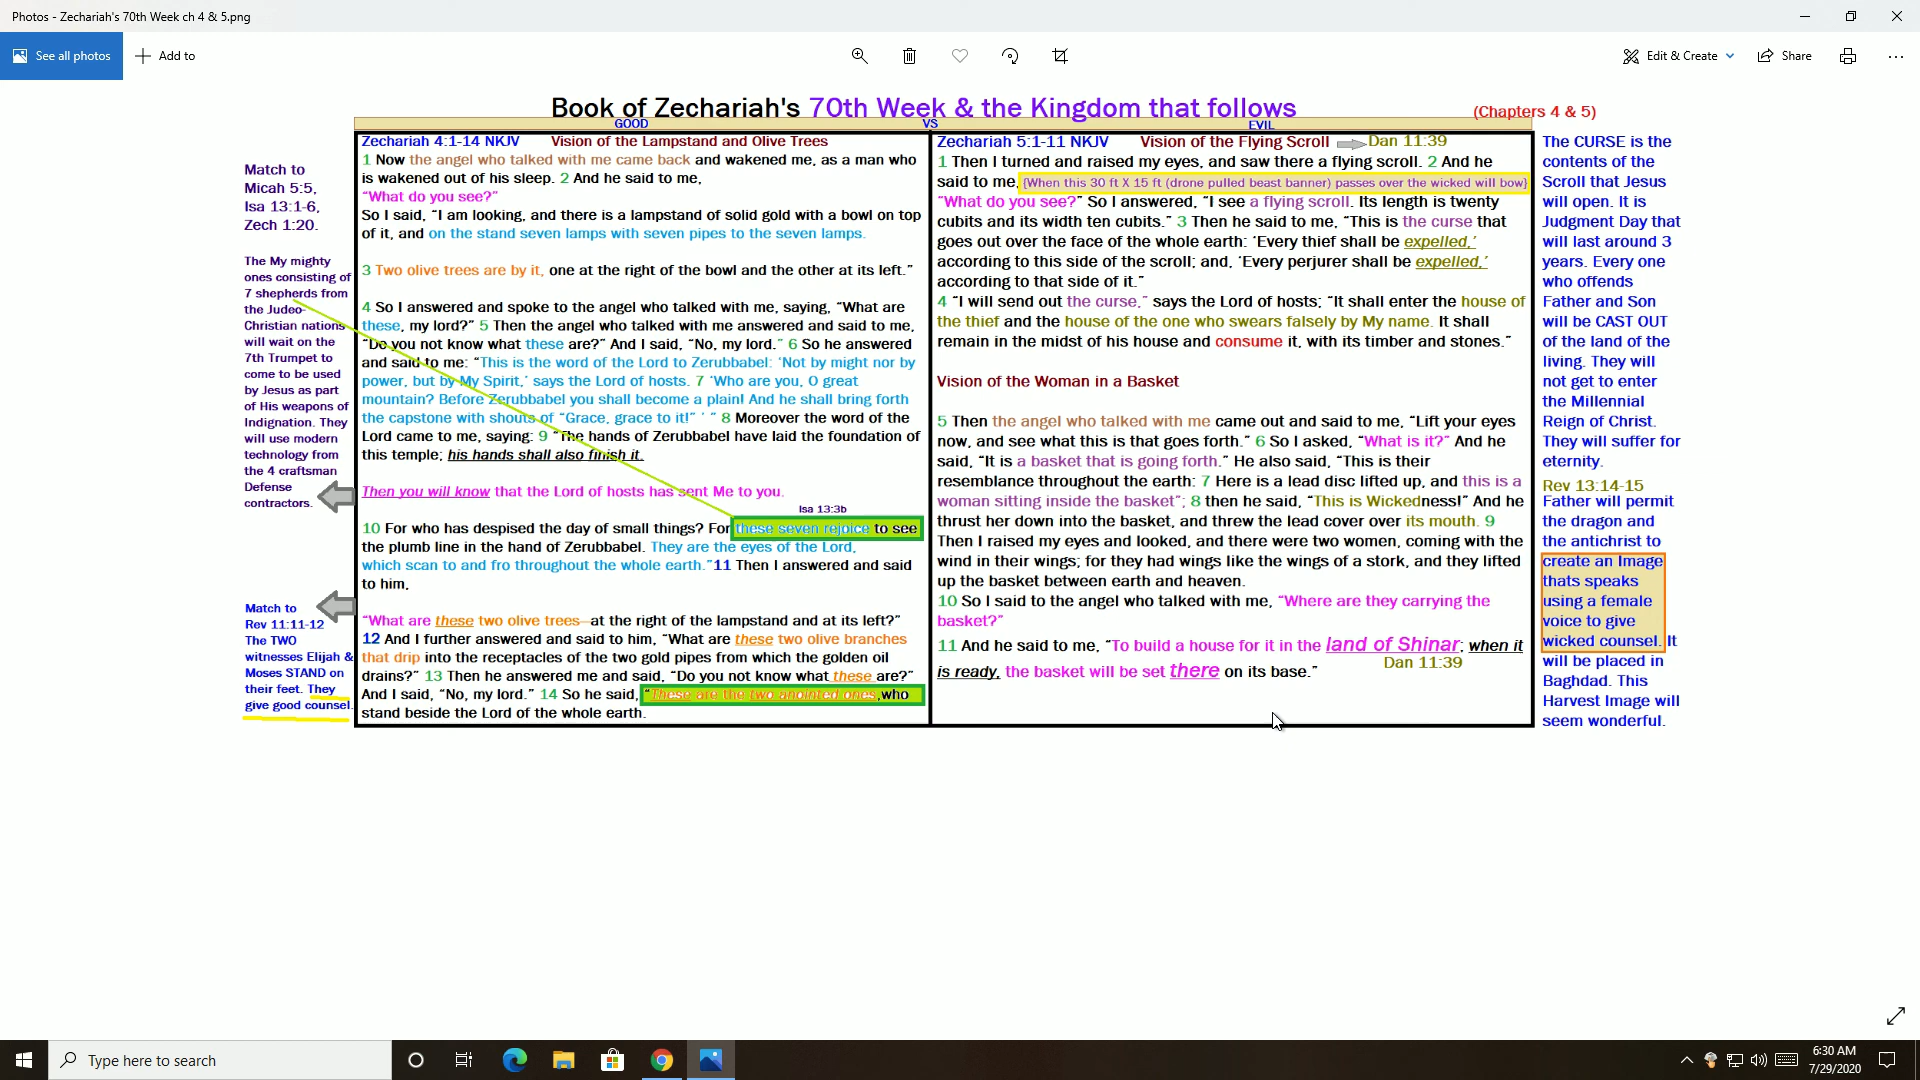 Photos - Zechariah's 70th Week ch 4 & 5.png
See all photos
Add to
Edit & Create
Share
Book of Zechariah's 70th Week & the Kingdom that follows
(Chapters 4 & 5)
GOOD
VS
EVIL
Match to
Micah 5:5,
Isa 13:1-6,
Zech 1:20.
The My mighty
ones consisting of
7 shepherds from
the Judeo-
Christian nations
will wait on the
7th Trumpet to
come to be used
by Jesus as part
of His weapons of
Indignation. They
will use modern
technology from
the 4 craftsman
Defense
contractors.
Match to
Rev 11:11-12
The TWO
witnesses Elijah &
Moses STAND on
their feet. They
give good counsel.
Zechariah 4:1-14 NKJV Vision of the Lampstand and Olive Trees
1 Now the angel who talked with me came back and wakened me, as a man who
is wakened out of his sleep. 2 And he said to me,
“What do you see?”
So I said, “I am looking, and there is a lampstand of solid gold with a bowl on top
of it, and on the stand seven lamps with seven pipes to the seven lamps.
3 Two olive trees are by it, one at the right of the bowl and the other at its left.”
4 So I answered and spoke to the angel who talked with me, saying, “What are
these, my lord?” 5 Then the angel who talked with me answered and said to me,
“Do you not know what these are?” And I said, “No, my lord.” 6 So he answered
and said to me: “This is the word of the Lord to Zerubbabel: ‘Not by might nor by
power, but by My Spirit,’ says the Lord of hosts. 7 ‘Who are you, O great
mountain? Before Zerubbabel you shall become a plain! And he shall bring forth
the capstone with shouts of “Grace, grace to it!” ’ ” 8 Moreover the word of the
Lord came to me, saying: 9 “The hands of Zerubbabel have laid the foundation of
this temple; his hands shall also finish it.
Then you will know that the Lord of hosts has sent Me to you.
Isa 13:3b
10 For who has despised the day of small things? For these seven rejoice to see
the plumb line in the hand of Zerubbabel. They are the eyes of the Lord,
which scan to and fro throughout the whole earth.”11 Then I answered and said
to him,
“What are these two olive trees—at the right of the lampstand and at its left?”
12 And I further answered and said to him, “What are these two olive branches
that drip into the receptacles of the two gold pipes from which the golden oil
drains?” 13 Then he answered me and said, “Do you not know what these are?”
And I said, “No, my lord.” 14 So he said, “These are the two anointed ones,who
stand beside the Lord of the whole earth.
Zechariah 5:1-11 NKJV Vision of the Flying Scroll Dan 11:39
1 Then I turned and raised my eyes, and saw there a flying scroll. 2 And he
said to me, {When this 30 ft X 15 ft (drone pulled beast banner) passes over the wicked will bow}
“What do you see?” So I answered, “I see a flying scroll. Its length is twenty
cubits and its width ten cubits.” 3 Then he said to me, “This is the curse that
goes out over the face of the whole earth: ‘Every thief shall be expelled,’
according to this side of the scroll; and, ‘Every perjurer shall be expelled,’
according to that side of it.”
4 “I will send out the curse,” says the Lord of hosts; “It shall enter the house of
the thief and the house of the one who swears falsely by My name. It shall
remain in the midst of his house and consume it, with its timber and stones.”
Vision of the Woman in a Basket
5 Then the angel who talked with me came out and said to me, “Lift your eyes
now, and see what this is that goes forth.” 6 So I asked, “What is it?” And he
said, “It is a basket that is going forth.” He also said, “This is their
resemblance throughout the earth: 7 Here is a lead disc lifted up, and this is a
woman sitting inside the basket”; 8 then he said, “This is Wickedness!” And he
thrust her down into the basket, and threw the lead cover over its mouth. 9
Then I raised my eyes and looked, and there were two women, coming with the
wind in their wings; for they had wings like the wings of a stork, and they lifted
up the basket between earth and heaven.
10 So I said to the angel who talked with me, “Where are they carrying the
basket?”
11 And he said to me, “To build a house for it in the land of Shinar; when it
Dan 11:39
is ready, the basket will be set there on its base.”
The CURSE is the
contents of the
Scroll that Jesus
will open. It is
Judgment Day that
will last around 3
years. Every one
who offends
Father and Son
will be CAST OUT
of the land of the
living. They will
not get to enter
the Millennial
Reign of Christ.
They will suffer for
eternity.
Rev 13:14-15
Father will permit
the dragon and
the antichrist to
create an Image
thats speaks
using a female
voice to give
wicked counsel. It
will be placed in
Baghdad. This
Harvest Image will
seem wonderful.
Type here to search
6:30 AM
7/29/2020